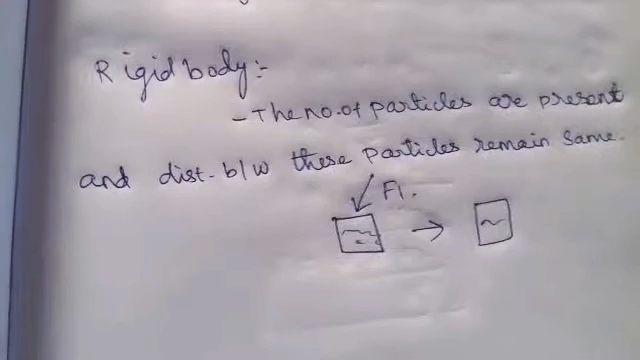 Rigid body:-
- The no. of particles are present
and dist. b/w these particles remain same.
F1.